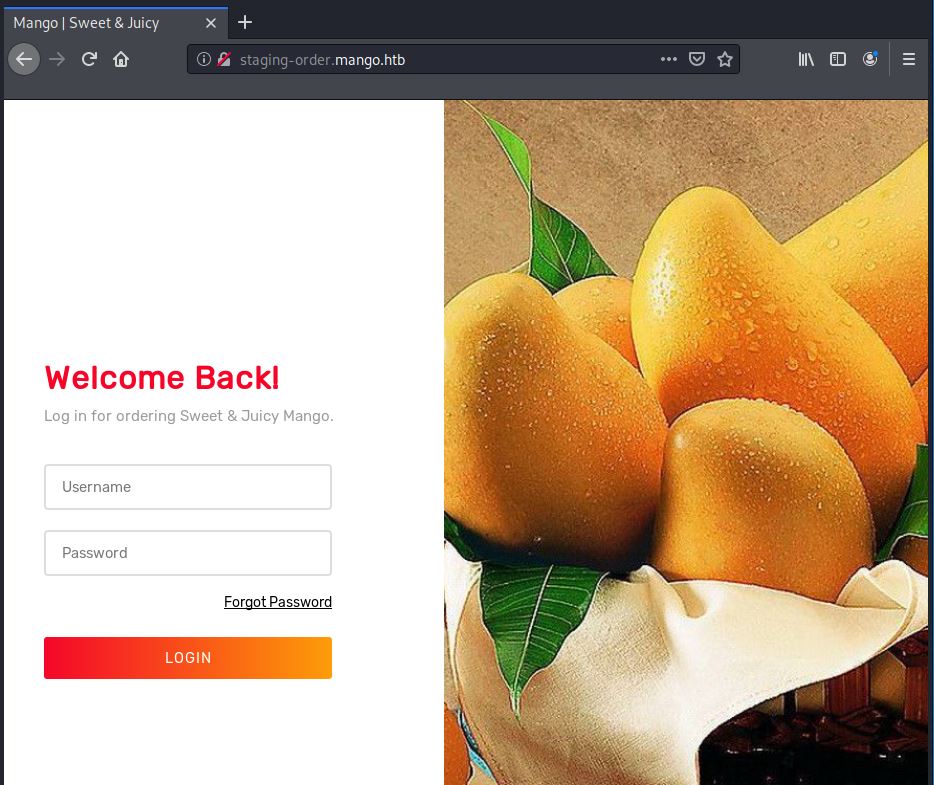 Mango | Sweet & Juicy
staging-order.mango.htb
Welcome Back!
Log in for ordering Sweet & Juicy Mango.
Username
Password
Forgot Password
LOGIN